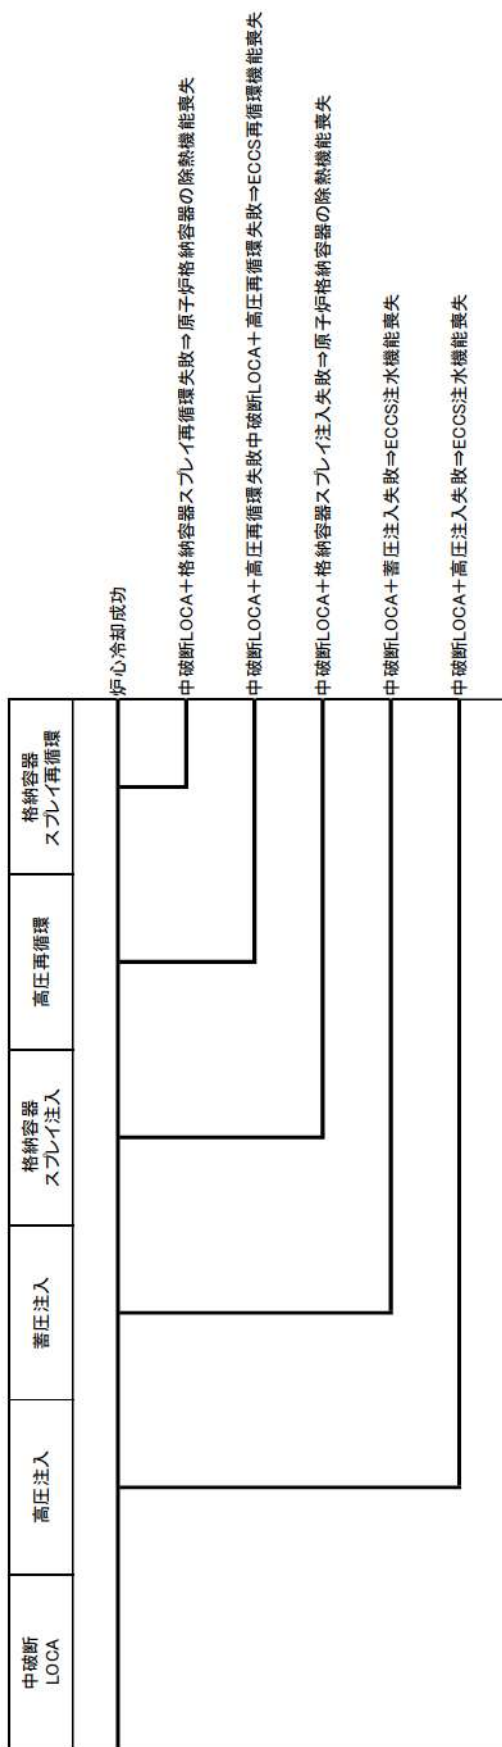 中破断
LOCA
高圧注入
蓄圧注入
格納容器
スプレイ注入
高圧再循環
格納容器
スプレイ再循環
炉心冷却成功
中破断LOCA＋格納容器スプレイ再循環失敗⇒原子炉格納容器の除熱機能喪失
中破断LOCA＋高圧再循環失敗中破断LOCA＋高圧再循環失敗⇒ECCS再循環機能喪失
中破断LOCA＋格納容器スプレイ注入失敗⇒原子炉格納容器の除熱機能喪失
中破断LOCA＋蓄圧注入失敗⇒ECCS注水機能喪失
中破断LOCA＋高圧注入失敗⇒ECCS注水機能喪失